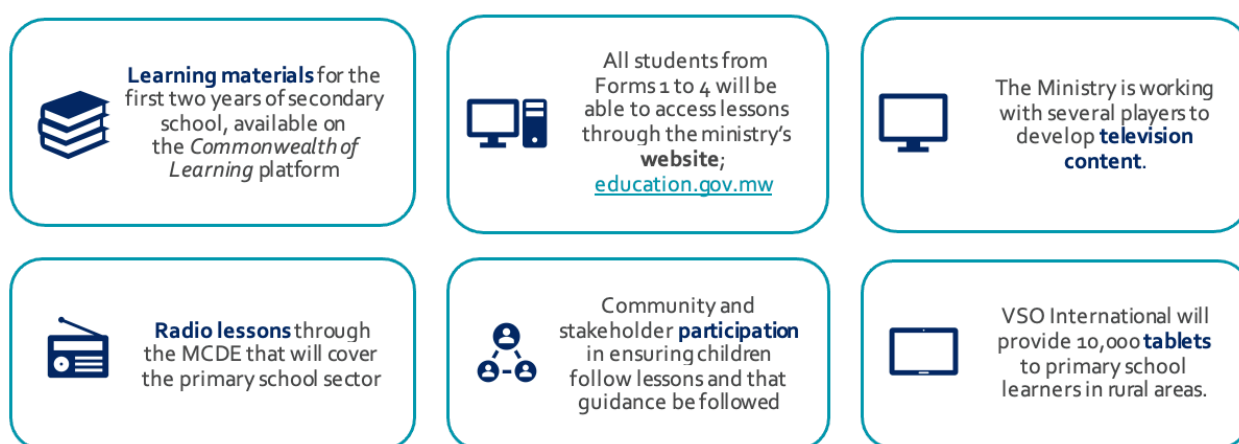 Learning materials for the
first two years of secondary
school, available on
the Commonwealth of
Learning platform
All students from
Forms 1 to 4 will be
able to access lessons
through the ministry's
website;
education.gov.mw
The Ministry is working
with several players to
develop television
content.
Radio lessons through
the MCDE that will cover
the primary school sector
Community and
stakeholder participation
in ensuring children
follow lessons and that
guidance be followed
VSO International will
provide 10,000 tablets
to primary school
learners in rural areas.